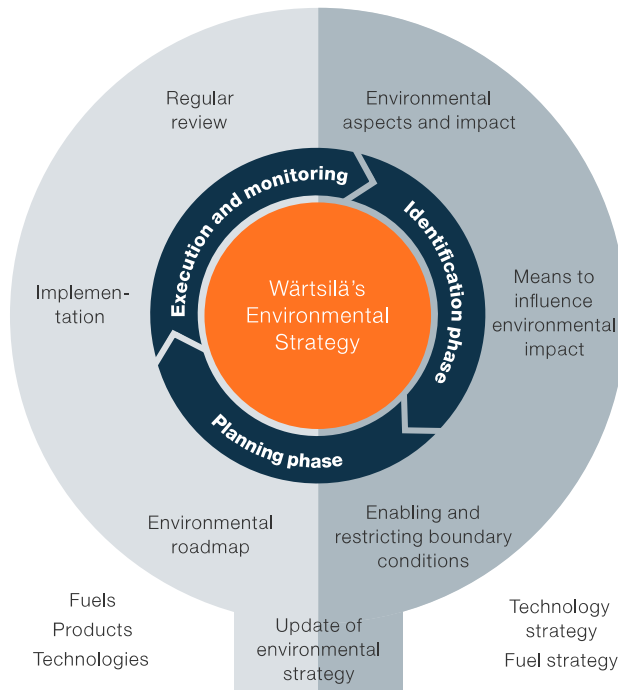 Regular
review
Environmental
aspects and impact
Execution and monitoring
Identification phase
Implemen-
tation
Wärtsilä's
Environmental
Strategy
Means to
influence
environmental
impact
Planning phase
Environmental
roadmap
Enabling and
restricting boundary
conditions
Fuels
Products
Technologies
Update of
environmental
strategy
Technology
strategy
Fuel strategy